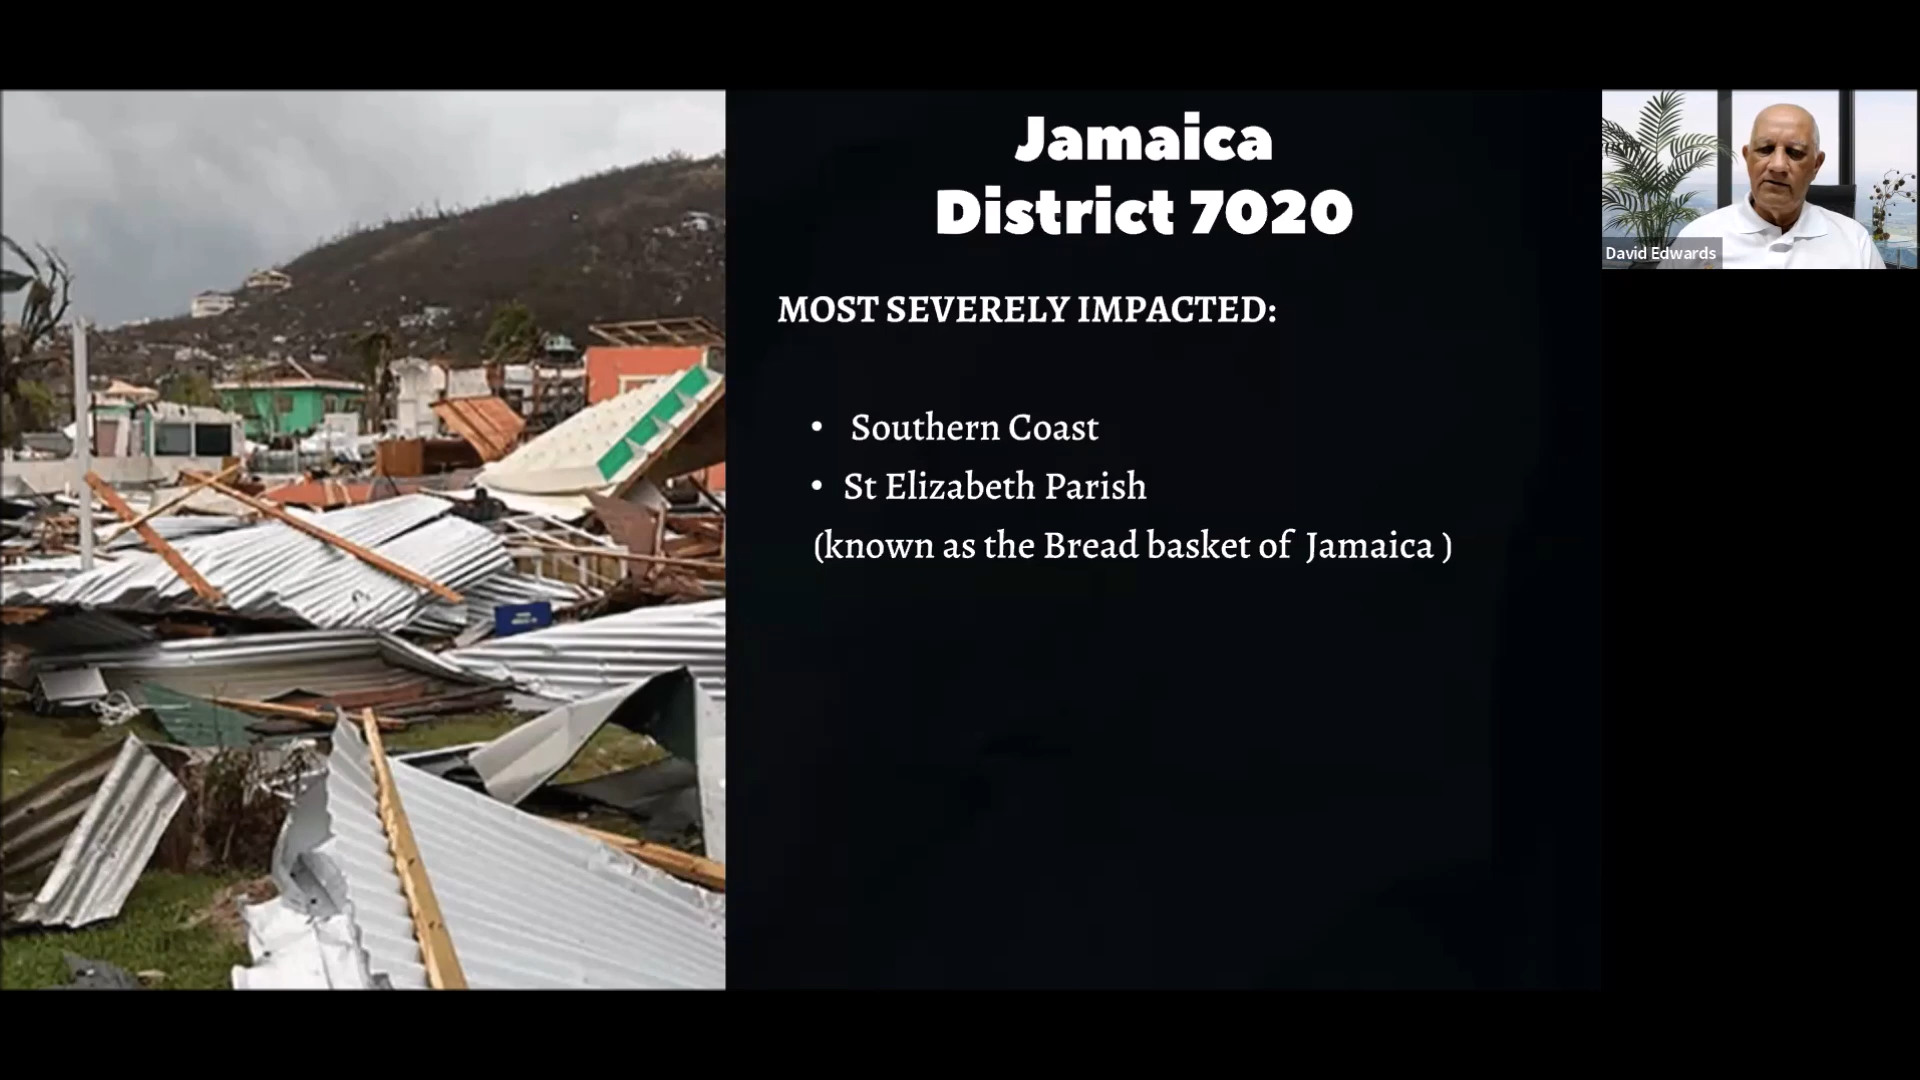 Jamaica
District 7020
MOST SEVERELY IMPACTED:
• Southern Coast
• St Elizabeth Parish
(known as the Bread basket of Jamaica )
David Edwards